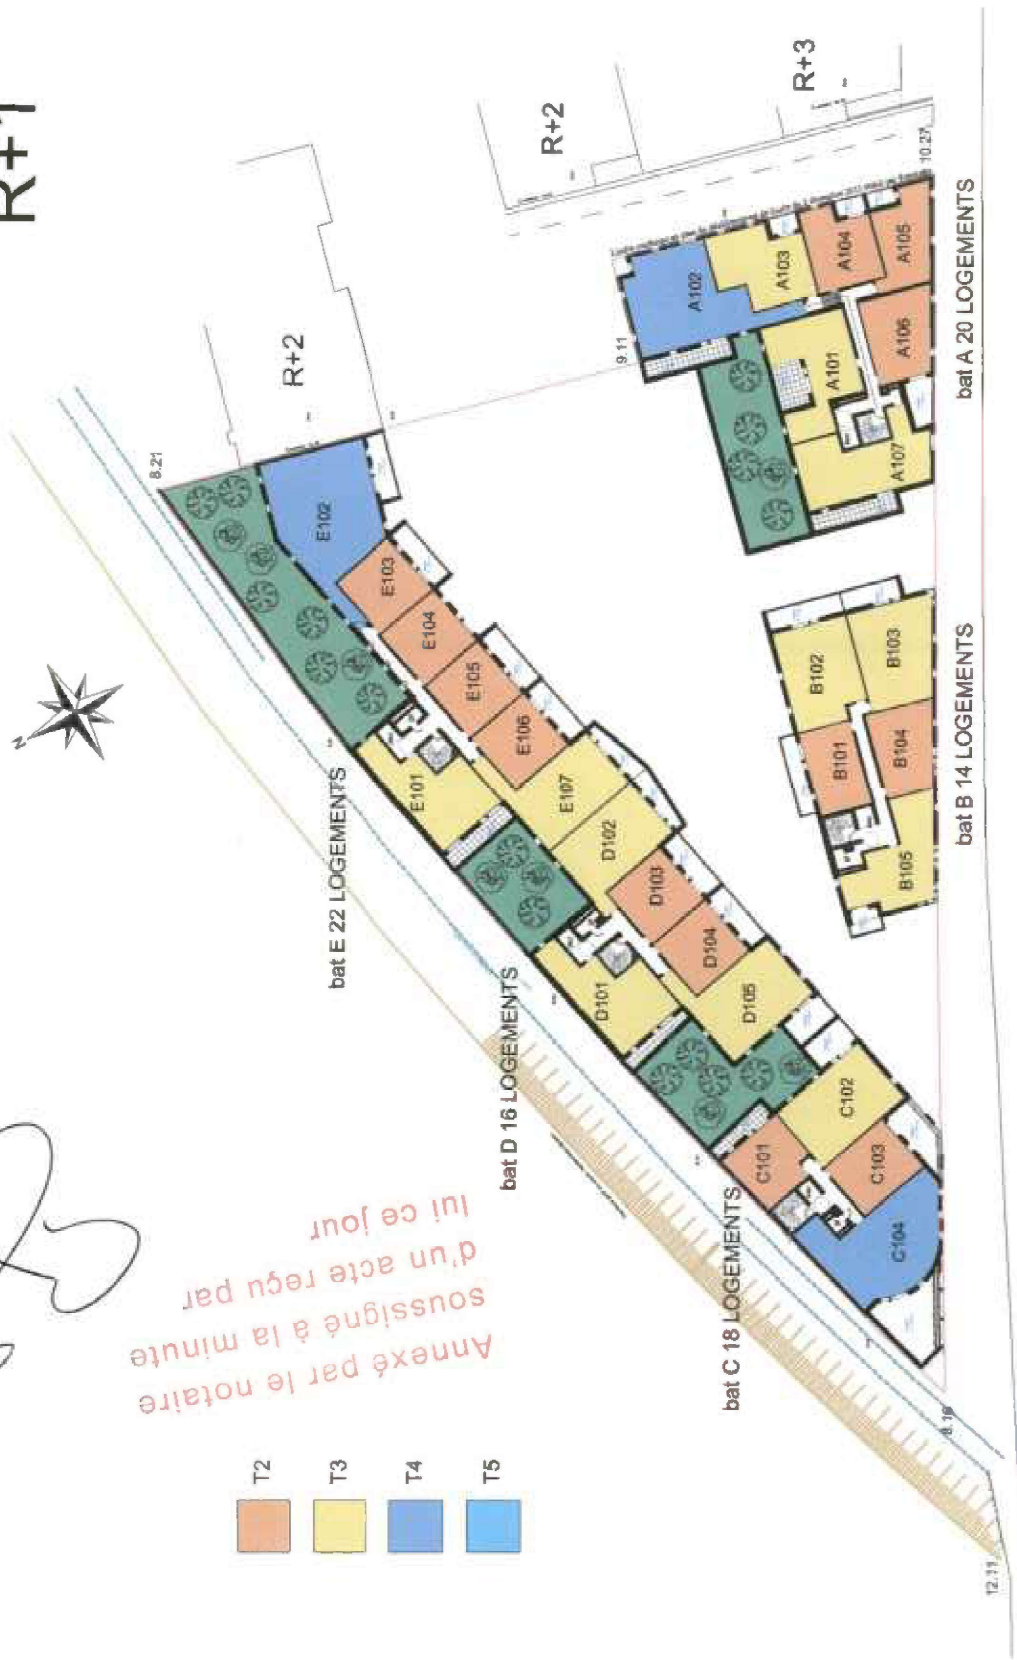 R+1
R+2
R+2
R+3
8.21
9.11
10.27
N
bat E 22 LOGEMENTS
E101
E102
E103
E104
E105
E106
E107
bat D 16 LOGEMENTS
D101
D102
D103
D104
D105
bat C 18 LOGEMENTS
C101
C102
C103
C104
bat B 14 LOGEMENTS
B101
B102
B103
B104
B105
bat A 20 LOGEMENTS
A101
A102
A103
A104
A105
A106
A107
8.16
12.11
T2
T3
T4
T5
Annexé par le notaire
soussigné à la minute
d'un acte reçu par
lui ce jour